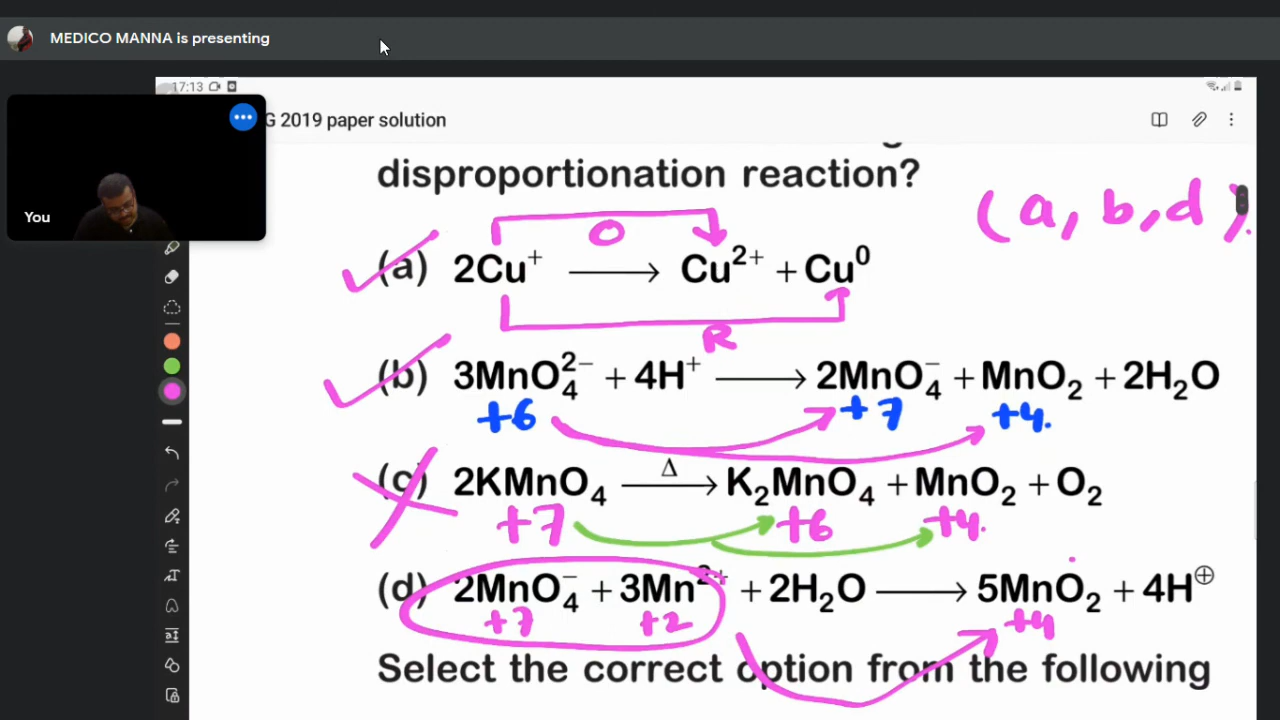 MEDICO MANNA is presenting
17:13
You
G 2019 paper solution
disproportionation reaction?
(a, b, d).
O
(a) 2Cu⁺ ⟶ Cu²⁺ + Cu⁰
R
(b) 3MnO₄²⁻ + 4H⁺ ⟶ 2MnO₄⁻ + MnO₂ + 2H₂O
+6 +7 +4.
Δ
(c) 2KMnO₄ ⟶ K₂MnO₄ + MnO₂ + O₂
+7 +6 +4.
(d) 2MnO₄⁻ + 3Mn²⁺ + 2H₂O ⟶ 5MnO₂ + 4H⊕
+7 +2 +4
Select the correct option from the following